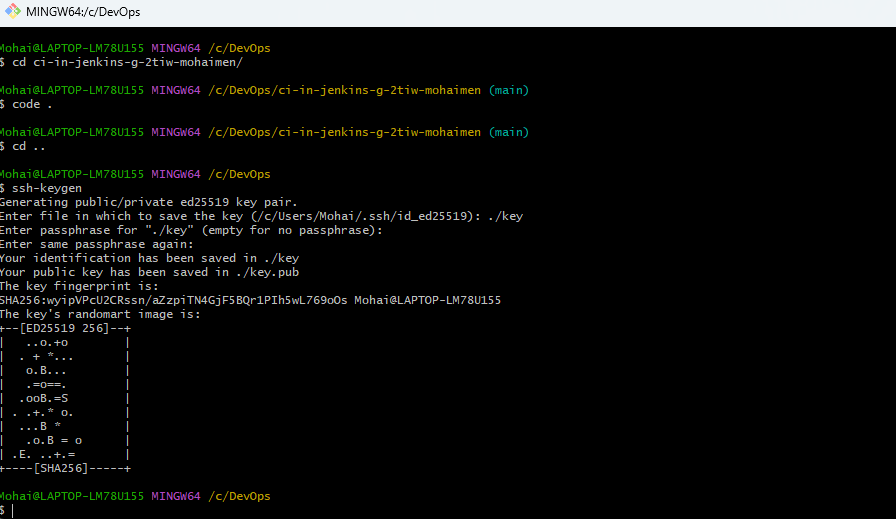 MINGW64:/c/DevOps
Mohai@LAPTOP-LM78U155 MINGW64 /c/DevOps
$ cd ci-in-jenkins-g-2tiw-mohaimen/
Mohai@LAPTOP-LM78U155 MINGW64 /c/DevOps/ci-in-jenkins-g-2tiw-mohaimen (main)
$ code .
Mohai@LAPTOP-LM78U155 MINGW64 /c/DevOps/ci-in-jenkins-g-2tiw-mohaimen (main)
$ cd ..
Mohai@LAPTOP-LM78U155 MINGW64 /c/DevOps
$ ssh-keygen
Generating public/private ed25519 key pair.
Enter file in which to save the key (/c/Users/Mohai/.ssh/id_ed25519): ./key
Enter passphrase for "./key" (empty for no passphrase):
Enter same passphrase again:
Your identification has been saved in ./key
Your public key has been saved in ./key.pub
The key fingerprint is:
SHA256:wyipVPcU2CRssn/aZzpiTN4GjF5BQr1PIh5wL769oOs Mohai@LAPTOP-LM78U155
The key's randomart image is:
+--[ED25519 256]--+
|   ..o.+o        |
|  . + *...       |
|   o.B...        |
|   .=o==.        |
|  .ooB.=S        |
| . .+.* o.       |
|  ...B *         |
|   .o.B = o      |
| .E. ..+.=       |
+----[SHA256]-----+
Mohai@LAPTOP-LM78U155 MINGW64 /c/DevOps
$